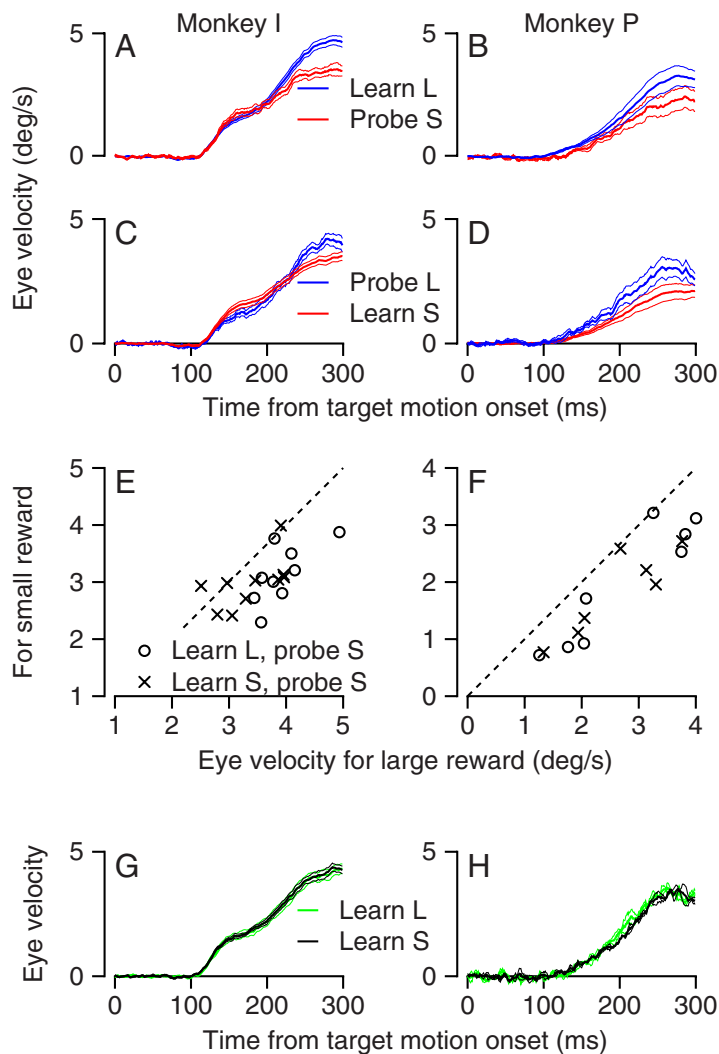 Monkey I
Monkey P
A
B
5
5
Learn L
Probe S
0
0
Eye velocity (deg/s)
C
D
5
5
Probe L
Learn S
0
0
0 100 200 300
0 100 200 300
Time from target motion onset (ms)
E
F
5
4
3
2
1
4
3
2
1
0
For small reward
Learn L, probe S
Learn S, probe S
1 2 3 4 5
0 1 2 3 4
Eye velocity for large reward (deg/s)
G
H
5
5
Learn L
Learn S
0
0
Eye velocity
0 100 200 300
0 100 200 300
Time from target motion onset (ms)